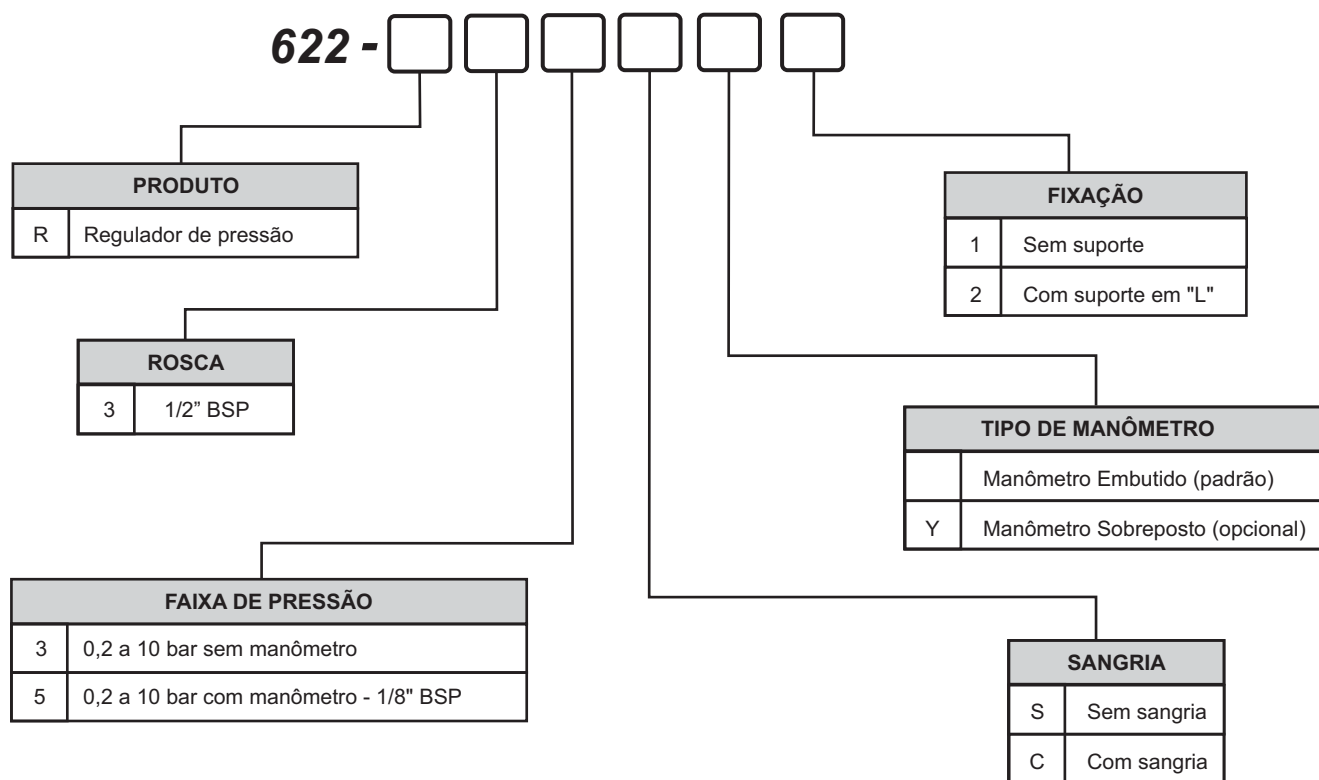 622 -
PRODUTO
R Regulador de pressão
ROSCA
3 1/2” BSP
FAIXA DE PRESSÃO
3 0,2 a 10 bar sem manômetro
5 0,2 a 10 bar com manômetro - 1/8" BSP
FIXAÇÃO
1 Sem suporte
2 Com suporte em "L"
TIPO DE MANÔMETRO
Manômetro Embutido (padrão)
Y Manômetro Sobreposto (opcional)
SANGRIA
S Sem sangria
C Com sangria